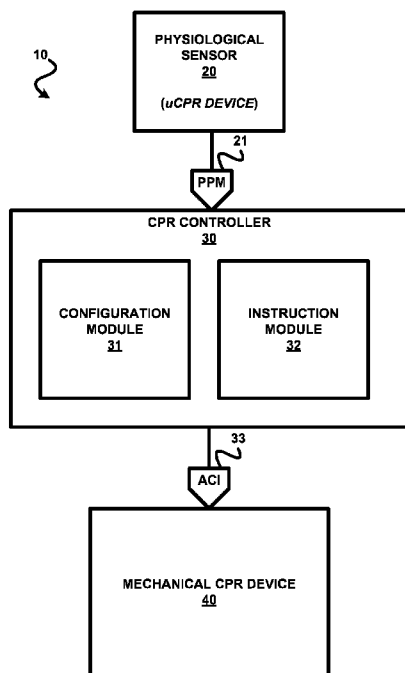 10
PHYSIOLOGICAL
SENSOR
20
(uCPR DEVICE)
21
PPM
CPR CONTROLLER
30
CONFIGURATION
MODULE
31
INSTRUCTION
MODULE
32
33
ACI
MECHANICAL CPR DEVICE
40